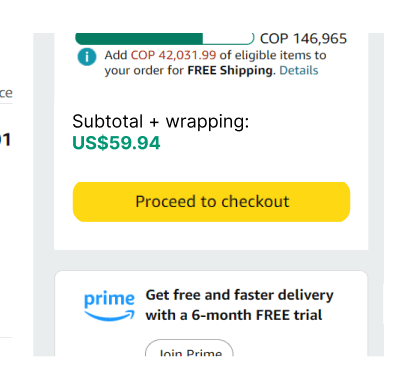 COP 146,965
Add COP 42,031.99 of eligible items to
your order for FREE Shipping. Details
ce
Subtotal + wrapping:
US$59.94
Proceed to checkout
prime
Get free and faster delivery
with a 6-month FREE trial
Join Prime